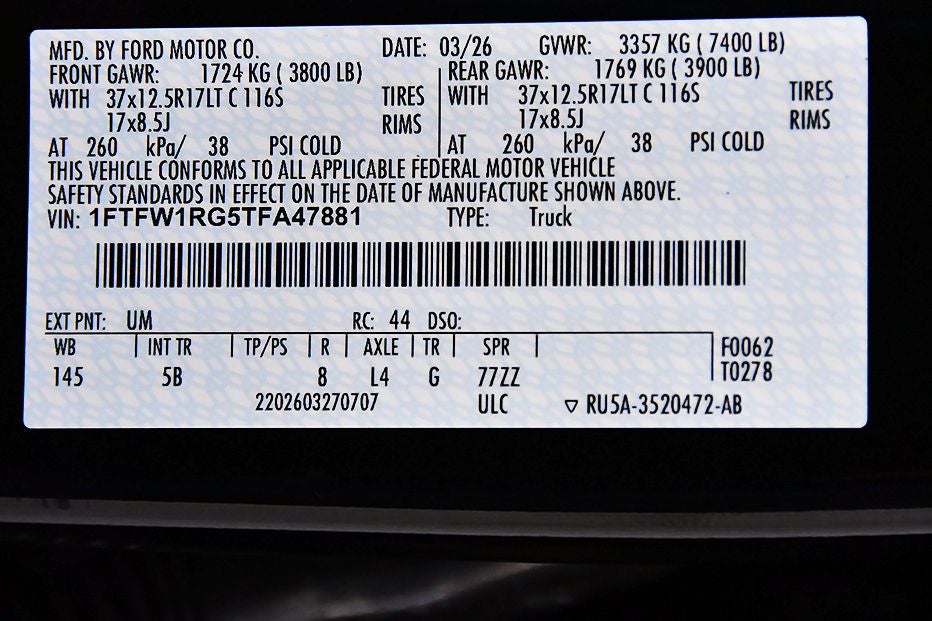 MFD. BY FORD MOTOR CO. DATE: 03/26 GVWR: 3357 KG ( 7400 LB)
FRONT GAWR: 1724 KG ( 3800 LB) REAR GAWR: 1769 KG ( 3900 LB)
WITH 37x12.5R17LT C 116S TIRES WITH 37x12.5R17LT C 116S TIRES
17x8.5J RIMS 17x8.5J RIMS
AT 260 kPa/ 38 PSI COLD AT 260 kPa/ 38 PSI COLD
THIS VEHICLE CONFORMS TO ALL APPLICABLE FEDERAL MOTOR VEHICLE
SAFETY STANDARDS IN EFFECT ON THE DATE OF MANUFACTURE SHOWN ABOVE.
VIN: 1FTFW1RG5TFA47881 TYPE: Truck
EXT PNT: UM RC: 44 DSO:
WB INT TR TP/PS R AXLE TR SPR F0062
145 5B 8 L4 G 77ZZ T0278
2202603270707 ULC ▽ RU5A-3520472-AB